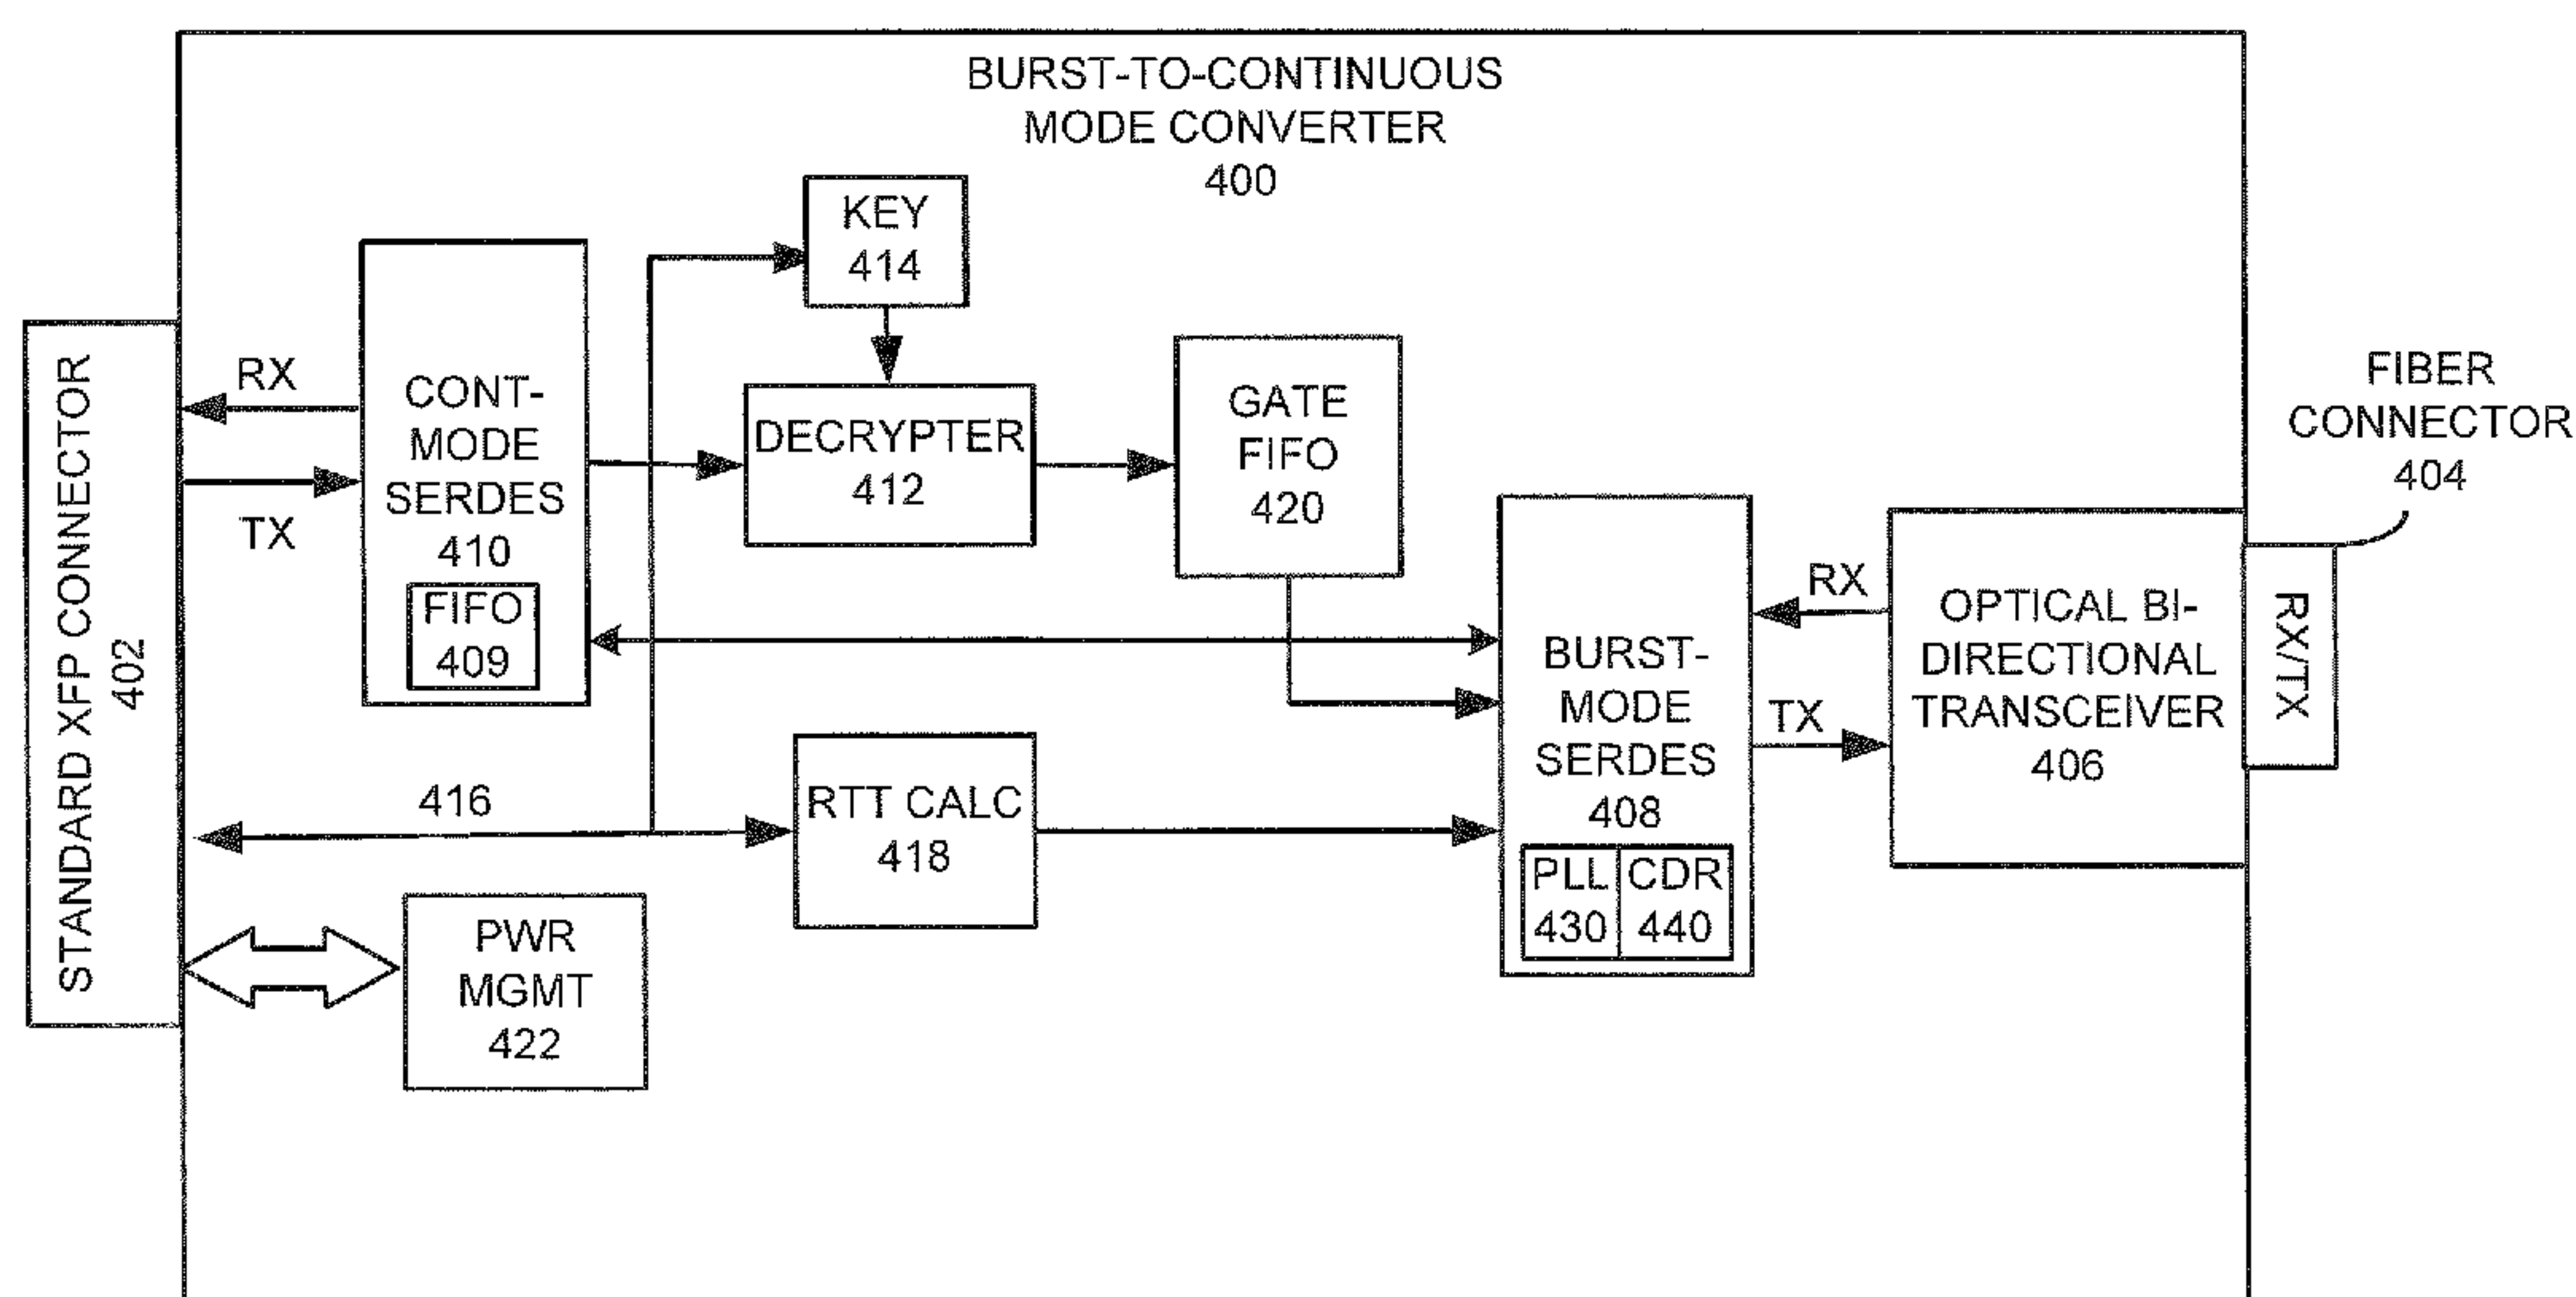 BURST-TO-CONTINUOUS
MODE CONVERTER
400
KEY
414
STANDARD XFP CONNECTOR
402
RX
TX
CONT-
MODE
SERDES
410
FIFO
409
DECRYPTER
412
GATE
FIFO
420
FIBER
CONNECTOR
404
RX/TX
OPTICAL BI-
DIRECTIONAL
TRANSCEIVER
406
RX
TX
BURST-
MODE
SERDES
408
PLL
430
CDR
440
416
RTT CALC
418
PWR
MGMT
422